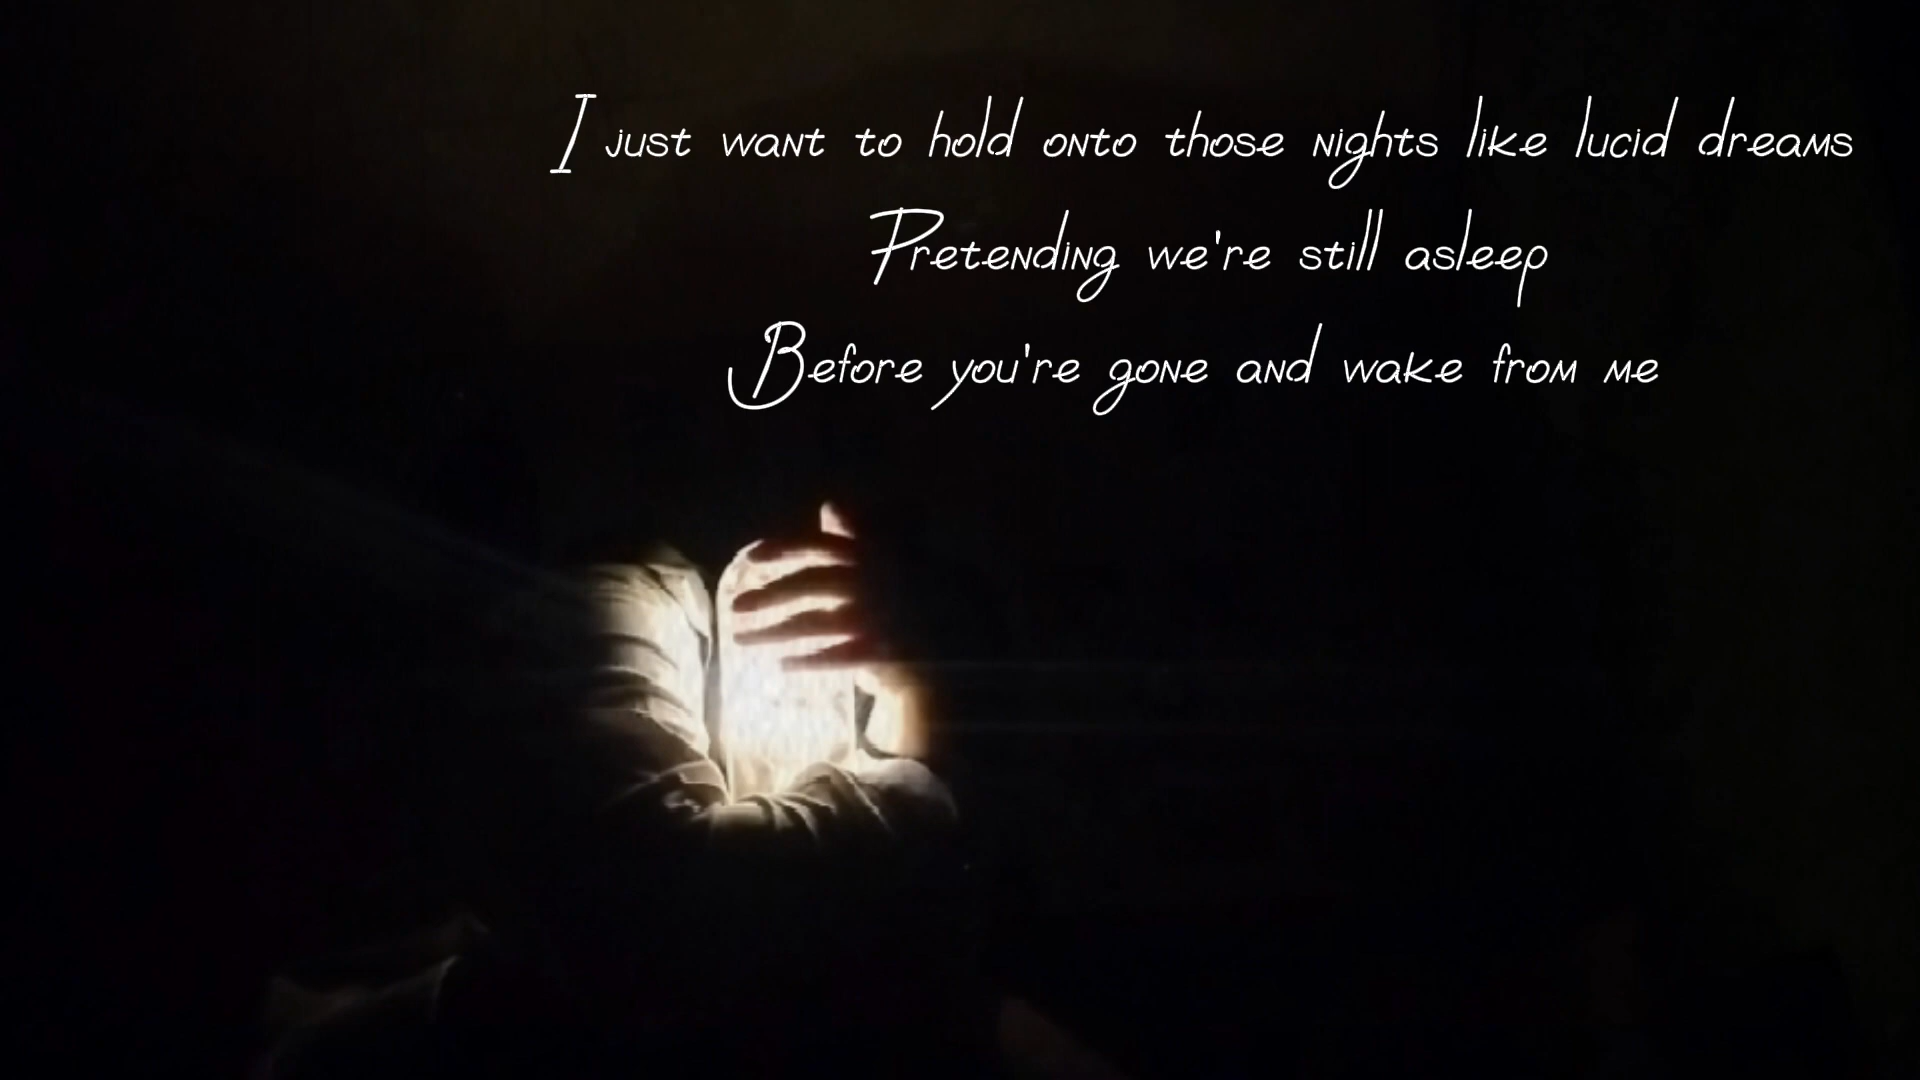 I just want to hold onto those nights like lucid dreams
Pretending we're still asleep
Before you're gone and wake from me